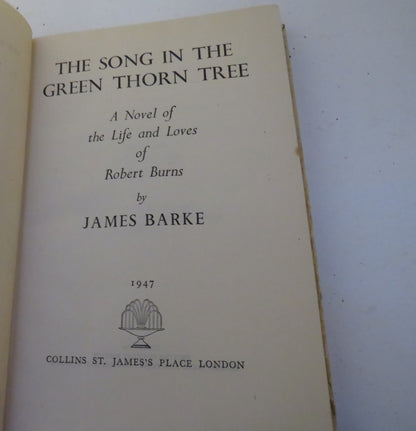 THE SONG IN THE
GREEN THORN TREE
A Novel of
the Life and Loves
of
Robert Burns
by
JAMES BARKE
1947
COLLINS ST. JAMES'S PLACE LONDON